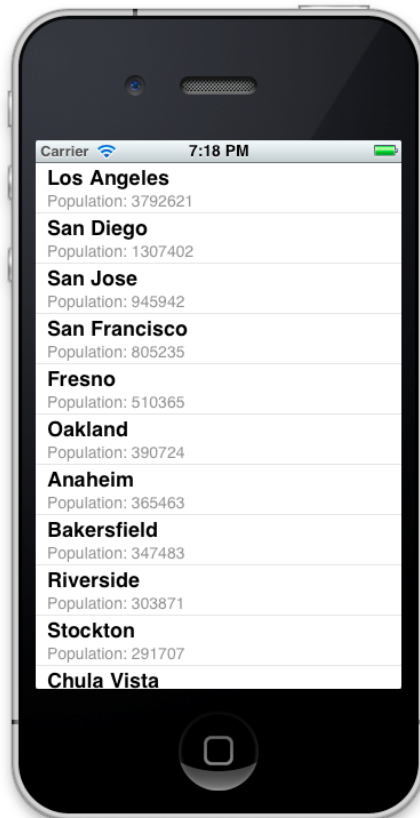 Carrier 7:18 PM
Los Angeles
Population: 3792621
San Diego
Population: 1307402
San Jose
Population: 945942
San Francisco
Population: 805235
Fresno
Population: 510365
Oakland
Population: 390724
Anaheim
Population: 365463
Bakersfield
Population: 347483
Riverside
Population: 303871
Stockton
Population: 291707
Chula Vista